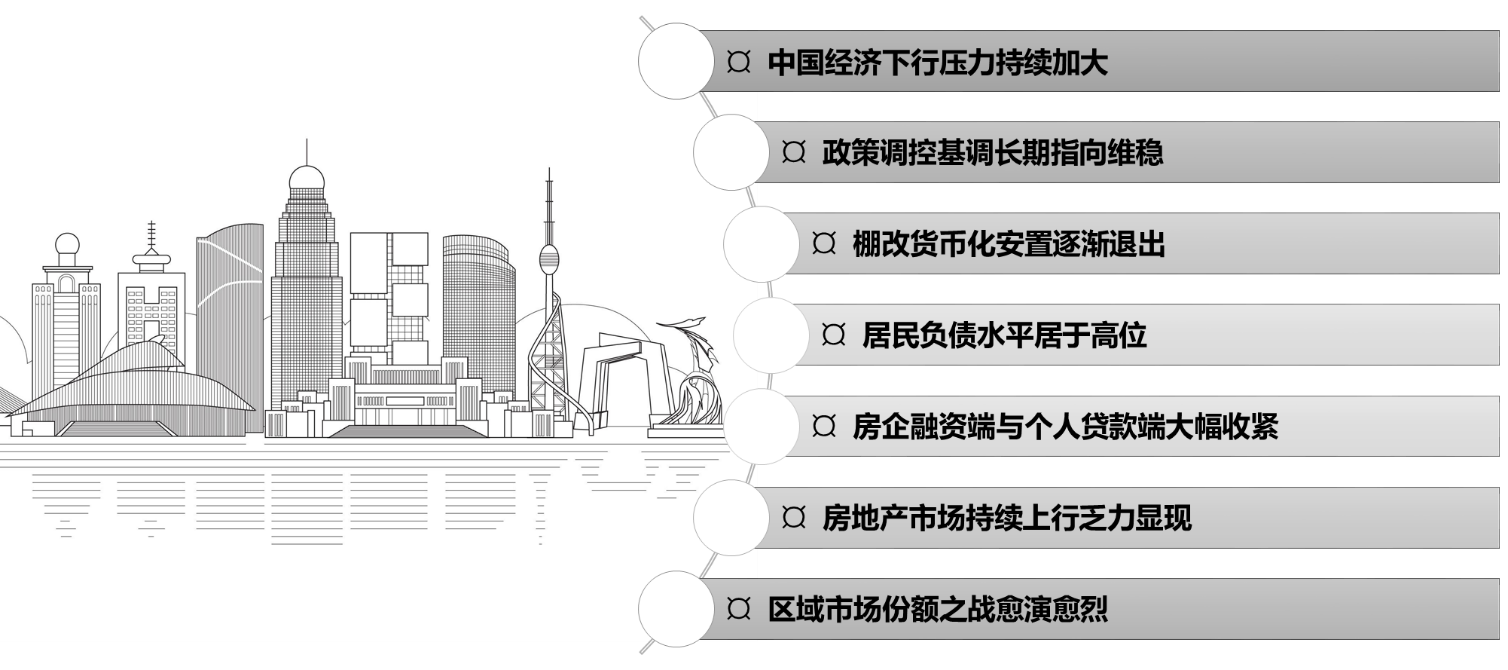 ¤ 中国经济下行压力持续加大
¤ 政策调控基调长期指向维稳
¤ 棚改货币化安置逐渐退出
¤ 居民负债水平居于高位
¤ 房企融资端与个人贷款端大幅收紧
¤ 房地产市场持续上行乏力显现
¤ 区域市场份额之战愈演愈烈